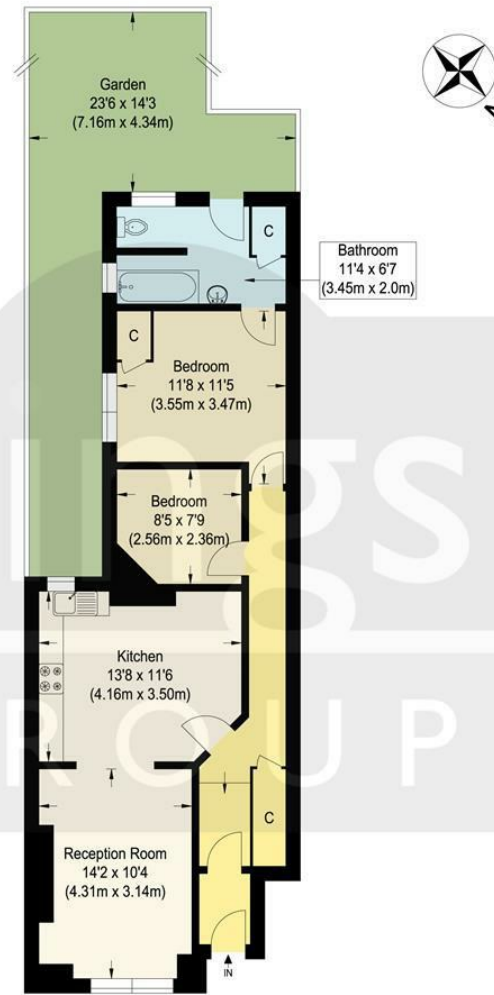 Garden
23'6 x 14'3
(7.16m x 4.34m)
N
C
Bathroom
11'4 x 6'7
(3.45m x 2.0m)
C
Bedroom
11'8 x 11'5
(3.55m x 3.47m)
Bedroom
8'5 x 7'9
(2.56m x 2.36m)
ings
Kitchen
13'8 x 11'6
(4.16m x 3.50m)
ROUP
C
Reception Room
14'2 x 10'4
(4.31m x 3.14m)
IN